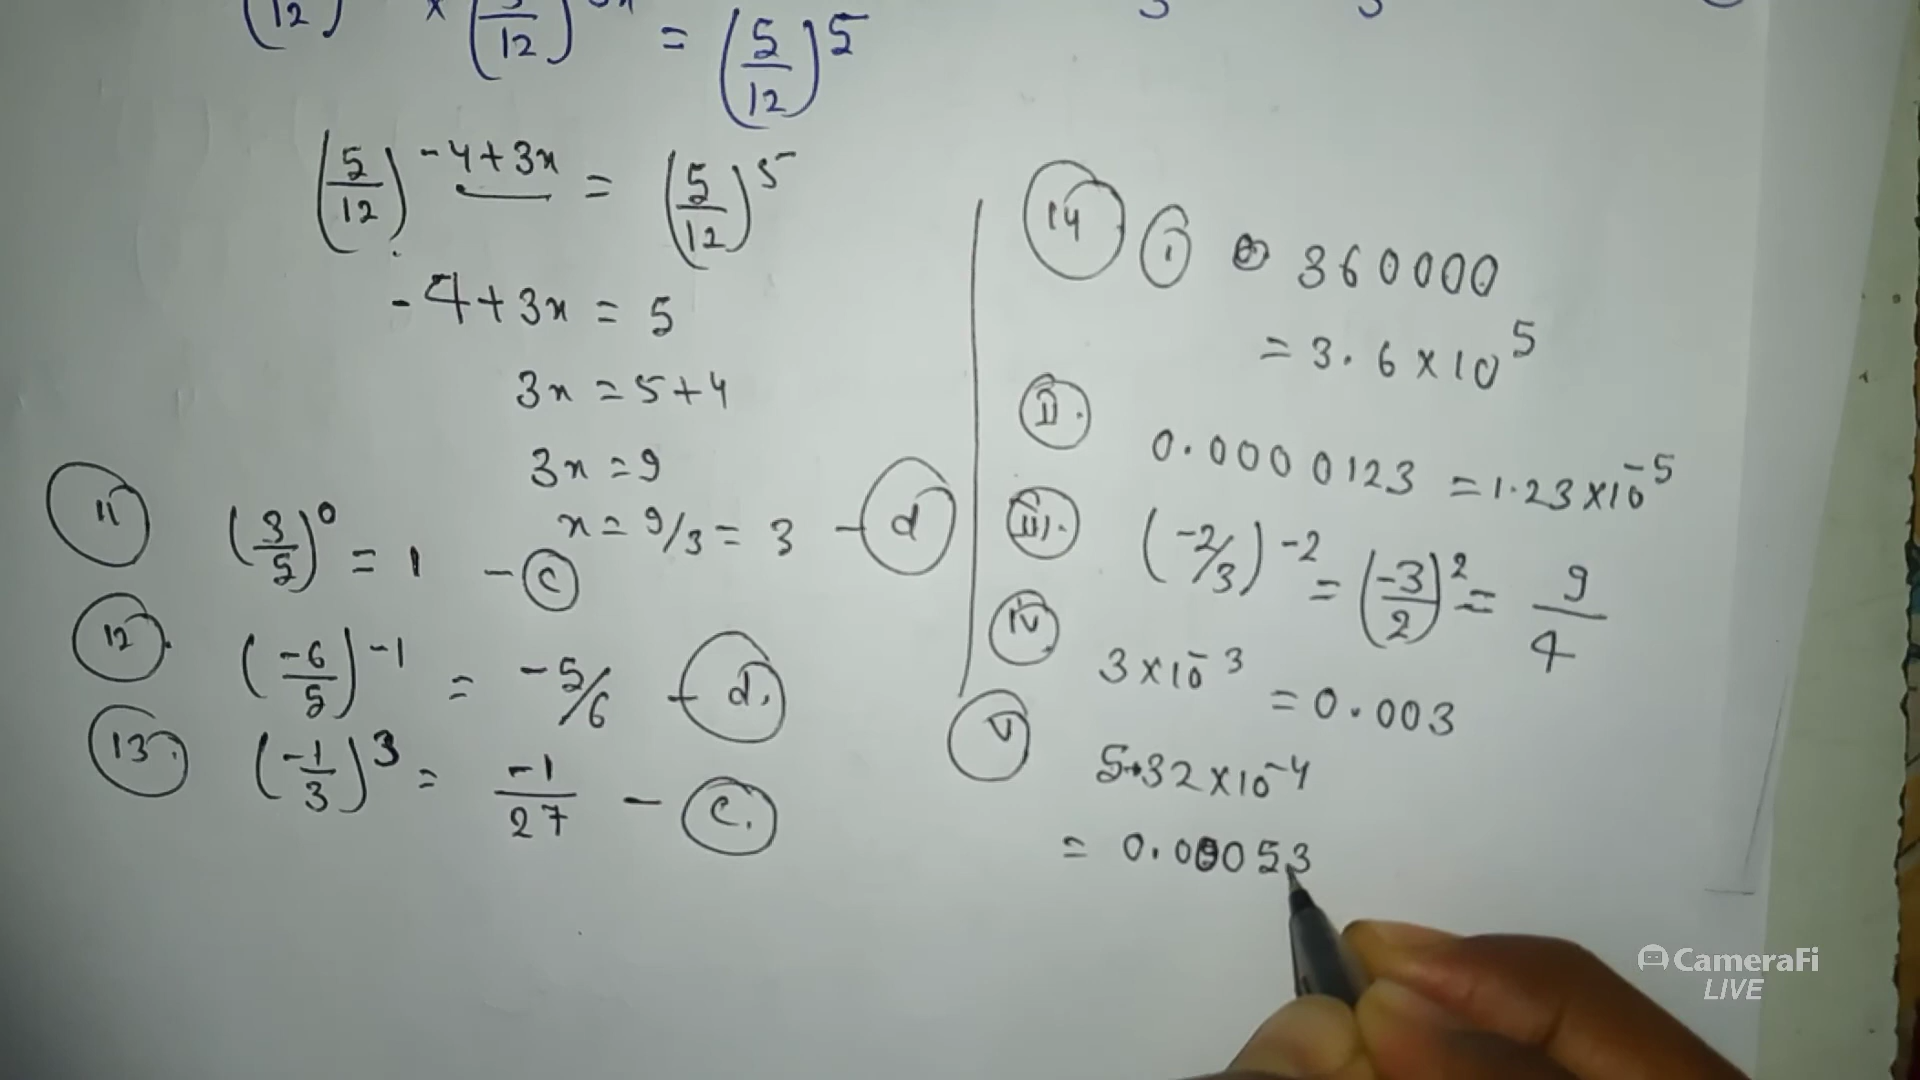 (5/12)^5 = (5/12)^5
(5/12)^-4+3x = (5/12)^5
-4+3x = 5
3x = 5+4
3x = 9
x = 9/3 = 3 - d
11 (3/5)^0 = 1 - c
12. (-6/5)^-1 = -5/6 - d.
13. (-1/3)^3 = -1/27 - c.
14 i 360000
= 3.6 × 10^5
II. 0.0000123 = 1.23×10^-5
III. (-2/3)^-2 = (-3/2)^2 = 9/4
IV 3×10^-3 = 0.003
V 5.32×10^-4
= 0.00053
CameraFi
LIVE